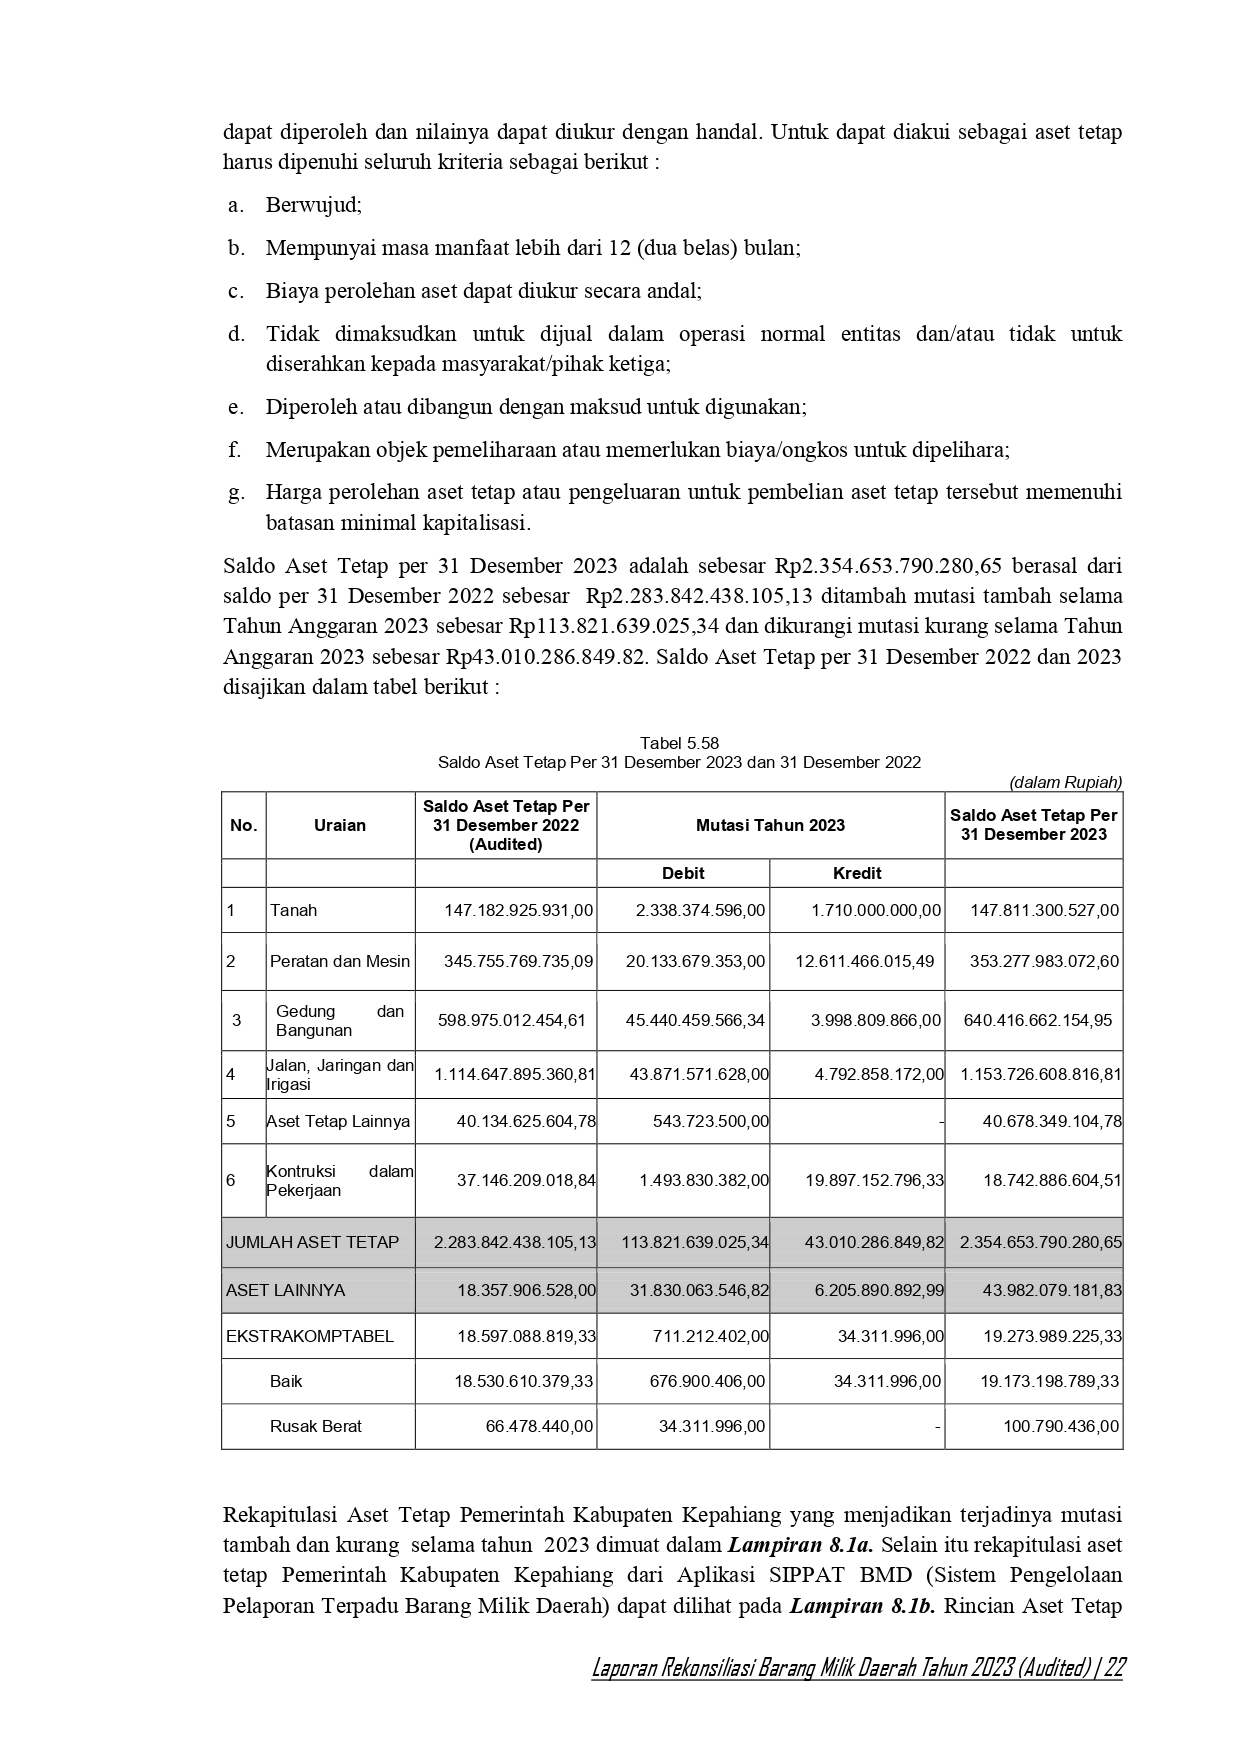 dapat diperoleh dan nilainya dapat diukur dengan handal. Untuk dapat diakui sebagai aset tetap
harus dipenuhi seluruh kriteria sebagai berikut :
a. Berwujud;
b. Mempunyai masa manfaat lebih dari 12 (dua belas) bulan;
c. Biaya perolehan aset dapat diukur secara andal;
d. Tidak dimaksudkan untuk dijual dalam operasi normal entitas dan/atau tidak untuk
diserahkan kepada masyarakat/pihak ketiga;
e. Diperoleh atau dibangun dengan maksud untuk digunakan;
f. Merupakan objek pemeliharaan atau memerlukan biaya/ongkos untuk dipelihara;
g. Harga perolehan aset tetap atau pengeluaran untuk pembelian aset tetap tersebut memenuhi
batasan minimal kapitalisasi.
Saldo Aset Tetap per 31 Desember 2023 adalah sebesar Rp2.354.653.790.280,65 berasal dari
saldo per 31 Desember 2022 sebesar Rp2.283.842.438.105,13 ditambah mutasi tambah selama
Tahun Anggaran 2023 sebesar Rp113.821.639.025,34 dan dikurangi mutasi kurang selama Tahun
Anggaran 2023 sebesar Rp43.010.286.849.82. Saldo Aset Tetap per 31 Desember 2022 dan 2023
disajikan dalam tabel berikut :
Tabel 5.58
Saldo Aset Tetap Per 31 Desember 2023 dan 31 Desember 2022
(dalam Rupiah)
No. Uraian Saldo Aset Tetap Per 31 Desember 2022 (Audited) Mutasi Tahun 2023 Saldo Aset Tetap Per 31 Desember 2023
Debit Kredit
1 Tanah 147.182.925.931,00 2.338.374.596,00 1.710.000.000,00 147.811.300.527,00
2 Peratan dan Mesin 345.755.769.735,09 20.133.679.353,00 12.611.466.015,49 353.277.983.072,60
3 Gedung dan Bangunan 598.975.012.454,61 45.440.459.566,34 3.998.809.866,00 640.416.662.154,95
4 Jalan, Jaringan dan Irigasi 1.114.647.895.360,81 43.871.571.628,00 4.792.858.172,00 1.153.726.608.816,81
5 Aset Tetap Lainnya 40.134.625.604,78 543.723.500,00 - 40.678.349.104,78
6 Kontruksi dalam Pekerjaan 37.146.209.018,84 1.493.830.382,00 19.897.152.796,33 18.742.886.604,51
JUMLAH ASET TETAP 2.283.842.438.105,13 113.821.639.025,34 43.010.286.849,82 2.354.653.790.280,65
ASET LAINNYA 18.357.906.528,00 31.830.063.546,82 6.205.890.892,99 43.982.079.181,83
EKSTRAKOMPTABEL 18.597.088.819,33 711.212.402,00 34.311.996,00 19.273.989.225,33
Baik 18.530.610.379,33 676.900.406,00 34.311.996,00 19.173.198.789,33
Rusak Berat 66.478.440,00 34.311.996,00 - 100.790.436,00
Rekapitulasi Aset Tetap Pemerintah Kabupaten Kepahiang yang menjadikan terjadinya mutasi
tambah dan kurang selama tahun 2023 dimuat dalam Lampiran 8.1a. Selain itu rekapitulasi aset
tetap Pemerintah Kabupaten Kepahiang dari Aplikasi SIPPAT BMD (Sistem Pengelolaan
Pelaporan Terpadu Barang Milik Daerah) dapat dilihat pada Lampiran 8.1b. Rincian Aset Tetap
Laporan Rekonsiliasi Barang Milik Daerah Tahun 2023 (Audited) | 22